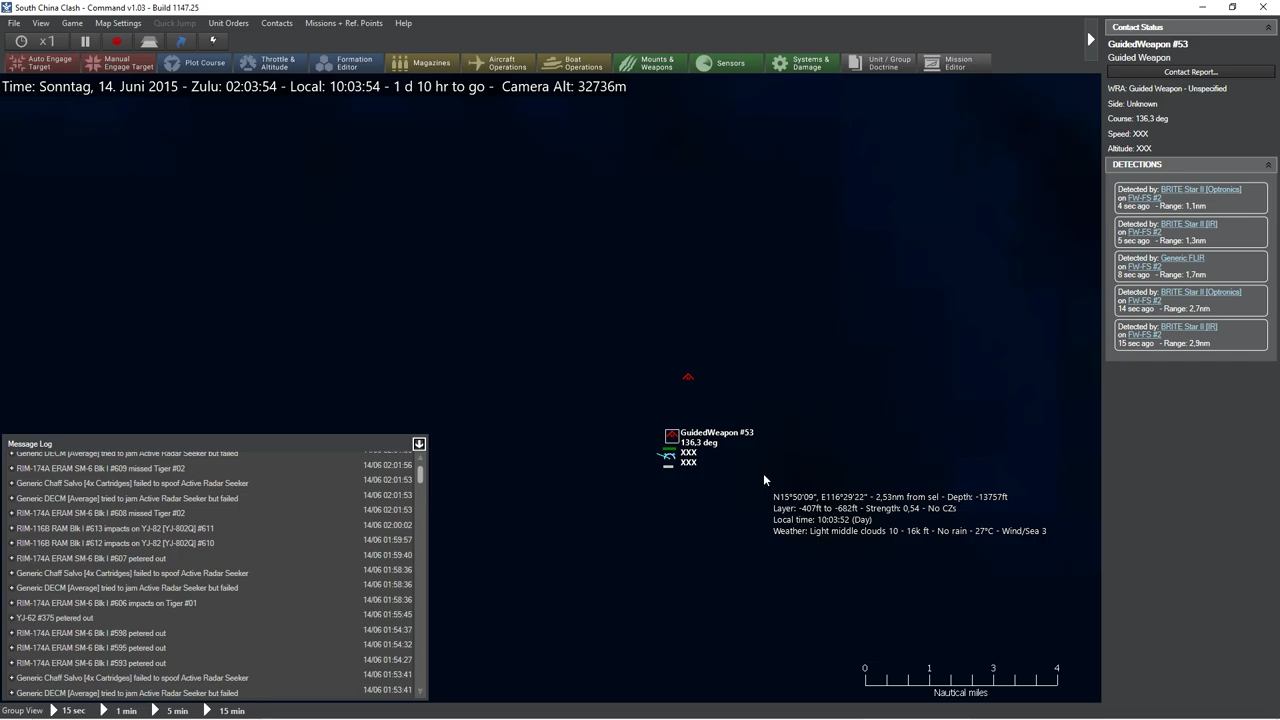 South China Clash - Command v1.03 - Build 1147.25
File View Game Map Settings Quick Jump Unit Orders Contacts Missions + Ref. Points Help
x1
Auto Engage Target
Manual Engage Target
Plot Course
Throttle & Altitude
Formation Editor
Magazines
Aircraft Operations
Boat Operations
Mounts & Weapons
Sensors
Systems & Damage
Unit / Group Doctrine
Mission Editor
Time: Sonntag, 14. Juni 2015 - Zulu: 02:03:54 - Local: 10:03:54 - 1 d 10 hr to go - Camera Alt: 32736m
GuidedWeapon #53
136,3 deg
XXX
XXX
N15°50'09", E116°29'22" - 2,53nm from sel - Depth: -13757ft
Layer: -407ft to -682ft - Strength: 0,54 - No CZs
Local time: 10:03:52 (Day)
Weather: Light middle clouds 10 - 16k ft - No rain - 27°C - Wind/Sea 3
Message Log
Generic DECM [Average] tried to jam Active Radar Seeker but failed
RIM-174A ERAM SM-6 Blk I #609 missed Tiger #02 14/06 02:01:56
Generic Chaff Salvo [4x Cartridges] failed to spoof Active Radar Seeker 14/06 02:01:53
Generic DECM [Average] tried to jam Active Radar Seeker but failed 14/06 02:01:53
RIM-174A ERAM SM-6 Blk I #608 missed Tiger #02 14/06 02:01:53
RIM-116B RAM Blk I #613 impacts on YJ-82 [YJ-802Q] #611 14/06 02:00:02
RIM-116B RAM Blk I #612 impacts on YJ-82 [YJ-802Q] #610 14/06 01:59:57
RIM-174A ERAM SM-6 Blk I #607 petered out 14/06 01:59:40
Generic Chaff Salvo [4x Cartridges] failed to spoof Active Radar Seeker 14/06 01:58:36
Generic DECM [Average] tried to jam Active Radar Seeker but failed 14/06 01:58:36
RIM-174A ERAM SM-6 Blk I #606 impacts on Tiger #01 14/06 01:58:36
YJ-62 #375 petered out 14/06 01:55:45
RIM-174A ERAM SM-6 Blk I #598 petered out 14/06 01:54:37
RIM-174A ERAM SM-6 Blk I #595 petered out 14/06 01:54:32
RIM-174A ERAM SM-6 Blk I #593 petered out 14/06 01:54:27
Generic Chaff Salvo [4x Cartridges] failed to spoof Active Radar Seeker 14/06 01:53:41
Generic DECM [Average] tried to jam Active Radar Seeker but failed 14/06 01:53:41
0 1 3 4
Nautical miles
Group View 15 sec 1 min 5 min 15 min
Contact Status
GuidedWeapon #53
Guided Weapon
Contact Report...
WRA: Guided Weapon - Unspecified
Side: Unknown
Course: 136,3 deg
Speed: XXX
Altitude: XXX
DETECTIONS
Detected by: BRITE Star II [Optronics]
on FW-FS #2
4 sec ago - Range: 1,1nm
Detected by: BRITE Star II [IR]
on FW-FS #2
5 sec ago - Range: 1,3nm
Detected by: Generic FLIR
on FW-FS #2
8 sec ago - Range: 1,7nm
Detected by: BRITE Star II [Optronics]
on FW-FS #2
14 sec ago - Range: 2,7nm
Detected by: BRITE Star II [IR]
on FW-FS #2
15 sec ago - Range: 2,9nm